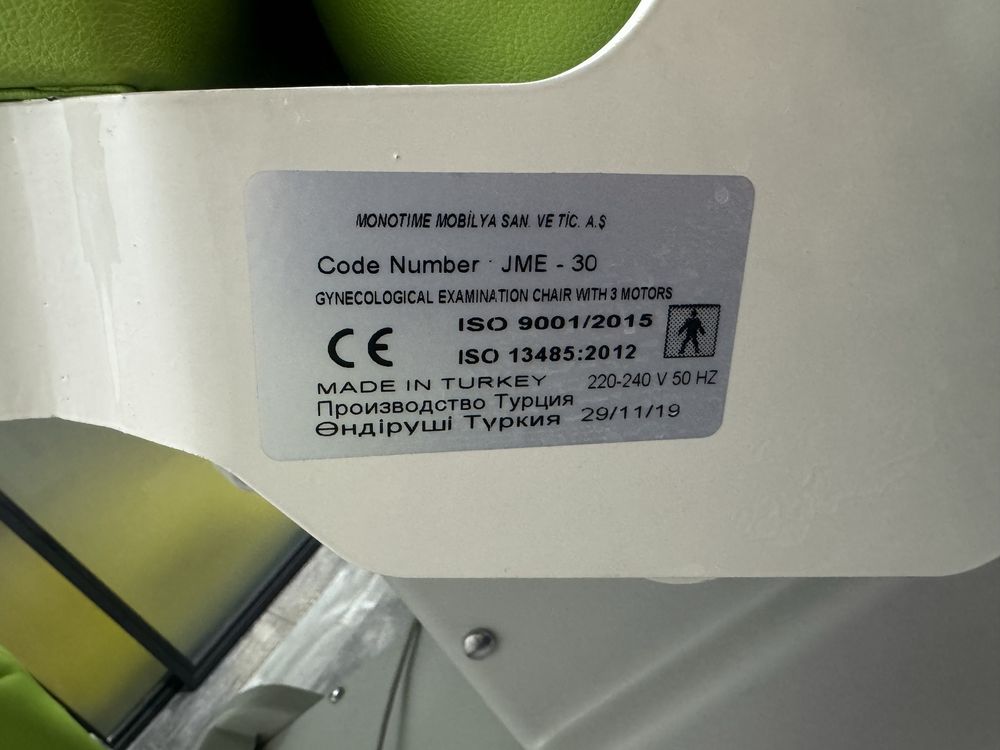 MONOTIME MOBİLYA SAN. VE TİC. A.Ş
Code Number : JME - 30
GYNECOLOGICAL EXAMINATION CHAIR WITH 3 MOTORS
CE ISO 9001/2015
ISO 13485:2012
MADE IN TURKEY 220-240 V 50 HZ
Производство Турция
Өндіруші Түркия 29/11/19